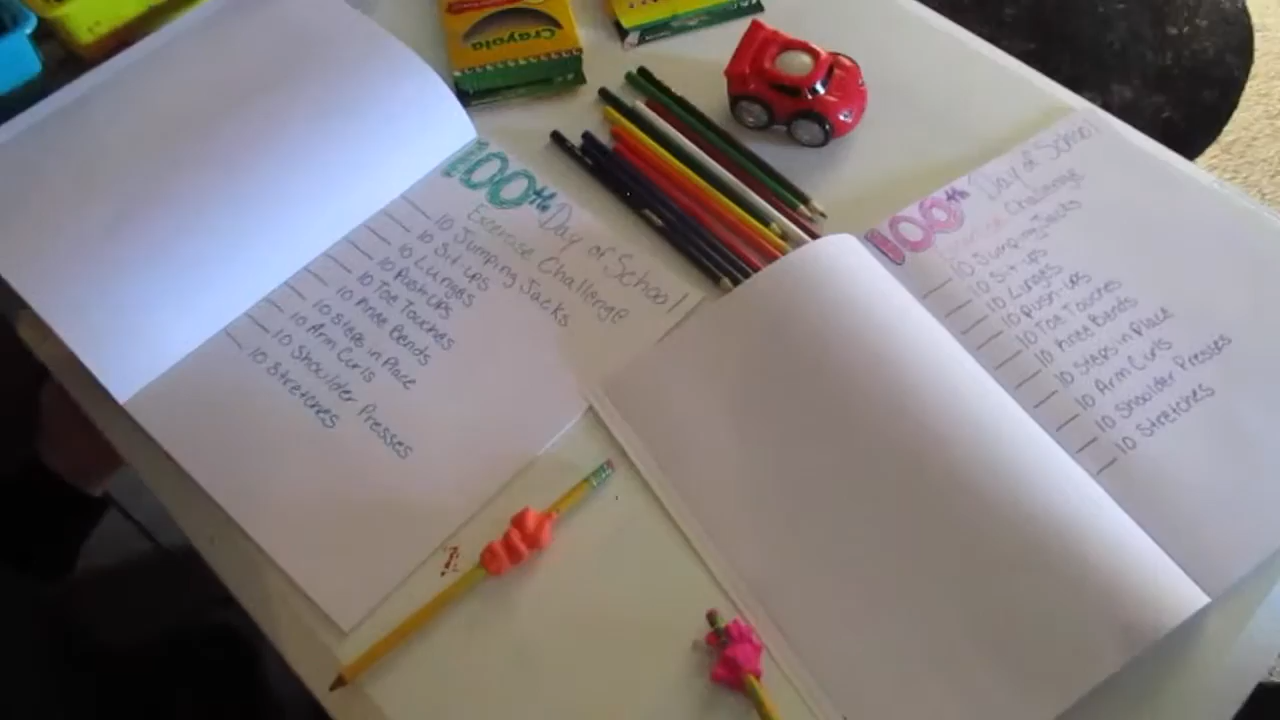 Crayola
100th Day of School
Exercise Challenge
10 Jumping Jacks
10 Sit-ups
10 Lunges
10 Push-ups
10 Toe Touches
10 Knee Bends
10 Steps in Place
10 Arm Curls
10 Shoulder Presses
10 Stretches
100th Day of School
Challenge
10 Jumping Jacks
10 Sit-ups
10 Lunges
10 Push-ups
10 Toe Touches
10 Knee Bends
10 Steps in Place
10 Arm Curls
10 Shoulder Presses
10 Stretches